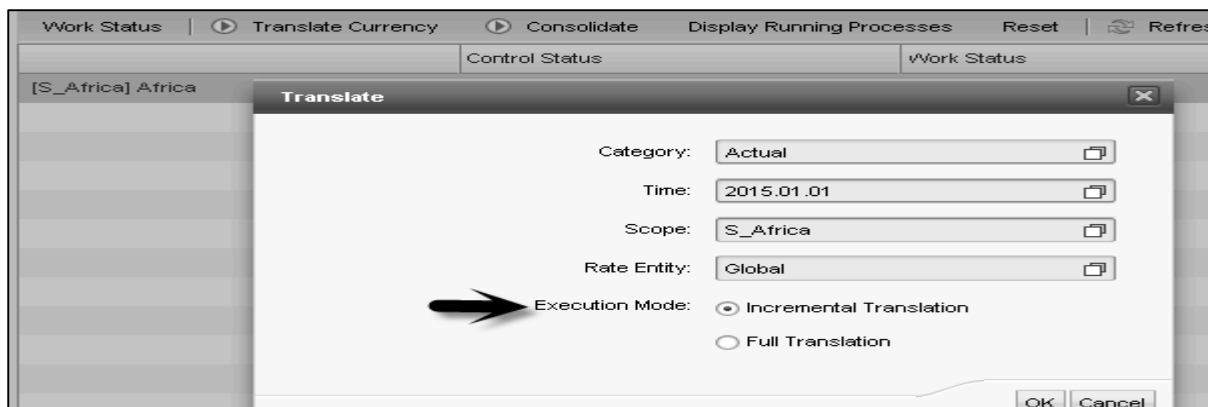 Work Status | Translate Currency Consolidate Display Running Processes Reset | Refres
Control Status Work Status
[S_Africa] Africa
Translate
Category: Actual
Time: 2015.01.01
Scope: S_Africa
Rate Entity: Global
Execution Mode: Incremental Translation
Full Translation
OK Cancel